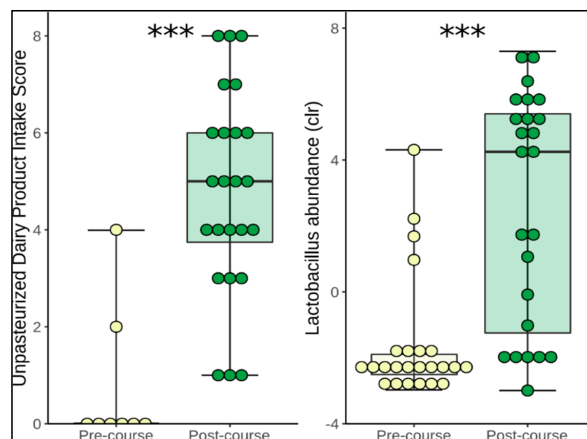 ***
Unpasteurized Dairy Product Intake Score
8
6
4
2
0
Pre-course
Post-course
***
Lactobacillus abundance (clr)
8
4
0
-4
Pre-course
Post-course